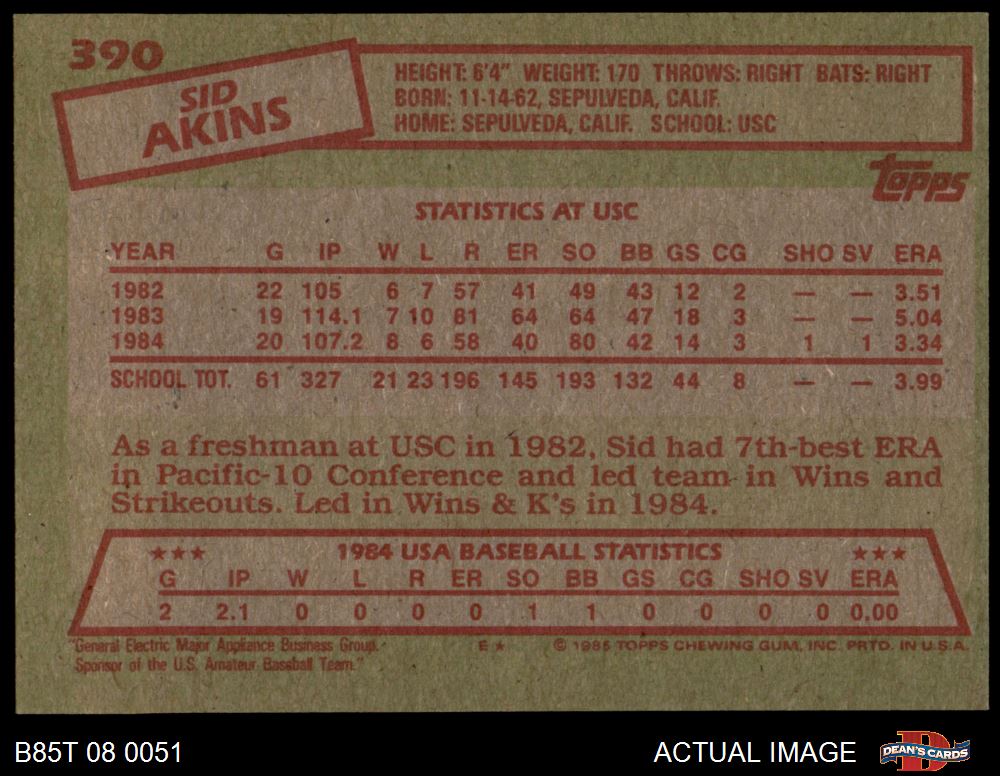 390
SID
AKINS
HEIGHT: 6'4" WEIGHT: 170 THROWS: RIGHT BATS: RIGHT
BORN: 11-14-62, SEPULVEDA, CALIF.
HOME: SEPULVEDA, CALIF. SCHOOL: USC
topps
STATISTICS AT USC
YEAR G IP W L R ER SO BB GS CG SHO SV ERA
1982 22 105 6 7 57 41 49 43 12 2 — — 3.51
1983 19 114.1 7 10 81 64 64 47 18 3 — — 5.04
1984 20 107.2 8 6 58 40 80 42 14 3 1 1 3.34
SCHOOL TOT. 61 327 21 23 196 145 193 132 44 8 — — 3.99
As a freshman at USC in 1982, Sid had 7th-best ERA
in Pacific-10 Conference and led team in Wins and
Strikeouts. Led in Wins & K's in 1984.
★★★ 1984 USA BASEBALL STATISTICS ★★★
G IP W L R ER SO BB GS CG SHO SV ERA
2 2.1 0 0 0 0 1 1 0 0 0 0 0.00
"General Electric Major Appliance Business Group. E★ © 1985 TOPPS CHEWING GUM, INC. PRTD. IN U.S.A.
Sponsor of the U.S. Amateur Baseball Team."
B85T 08 0051 ACTUAL IMAGE DEAN'S CARDS